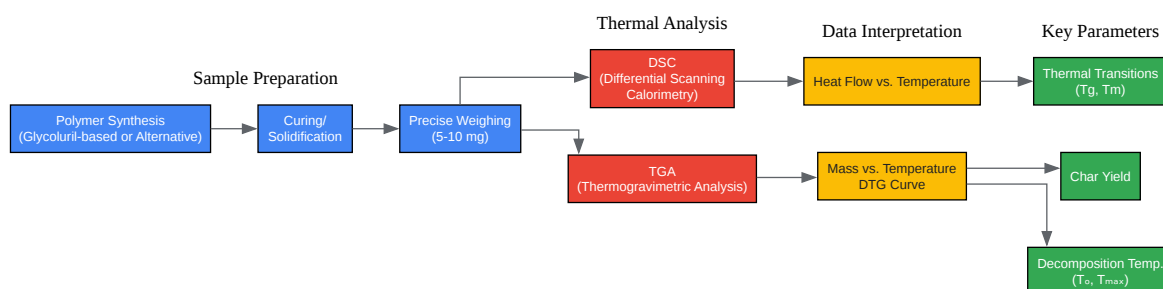 Thermal Analysis
Data Interpretation
Key Parameters
Sample Preparation
DSC
(Differential Scanning
Calorimetry)
Heat Flow vs. Temperature
Thermal Transitions
(Tg, Tm)
Polymer Synthesis
(Glycoluril-based or Alternative)
Curing/
Solidification
Precise Weighing
(5-10 mg)
TGA
(Thermogravimetric Analysis)
Mass vs. Temperature
DTG Curve
Char Yield
Decomposition Temp.
(Tₒ, Tₘₐₓ)